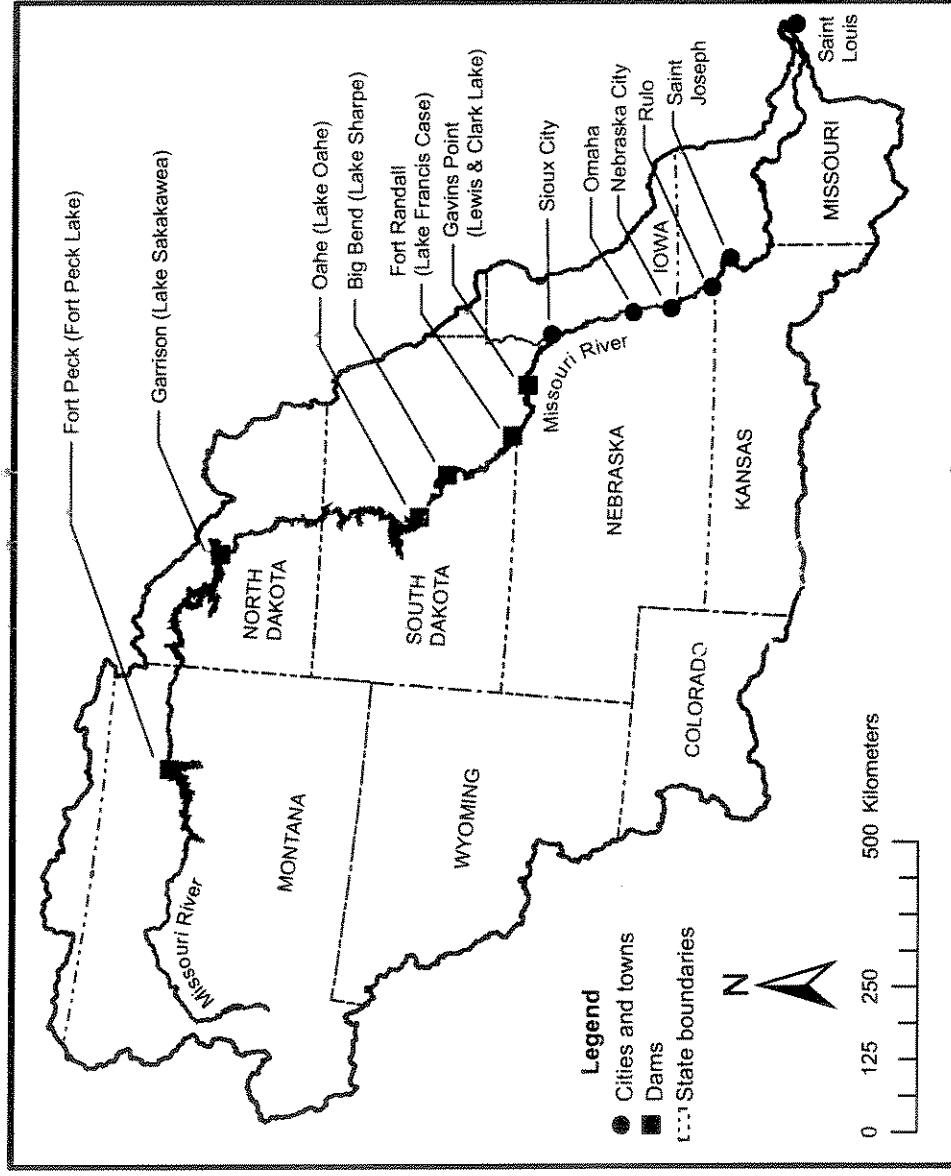 Fort Peck (Fort Peck Lake)
Garrison (Lake Sakakawea)
Oahe (Lake Oahe)
Big Bend (Lake Sharpe)
Fort Randall
(Lake Francis Case)
Gavins Point
(Lewis & Clark Lake)
Sioux City
Omaha
Nebraska City
Rulo
Saint
Joseph
Saint
Louis
Missouri River
MONTANA
NORTH
DAKOTA
SOUTH
DAKOTA
WYOMING
NEBRASKA
Missouri River
IOWA
COLORADO
KANSAS
MISSOURI
Legend
Cities and towns
Dams
State boundaries
N
0 125 250 500 Kilometers